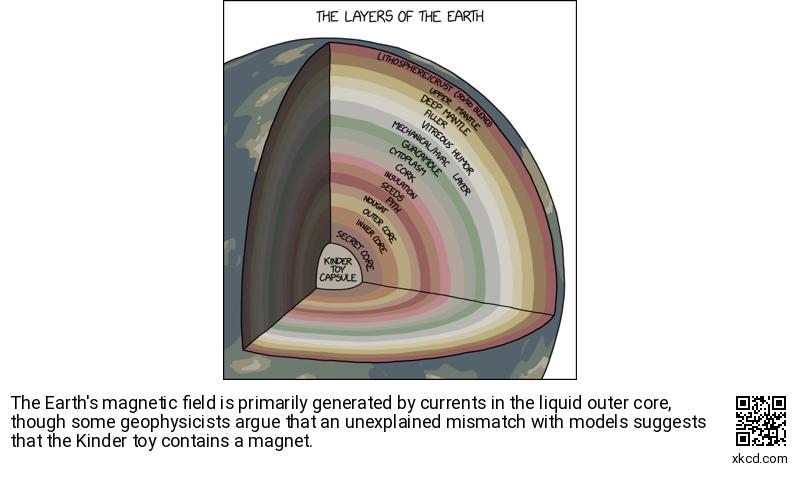 THE LAYERS OF THE EARTH
LITHOSPHERE/CRUST (50/50 BLEND)
UPPER MANTLE
DEEP MANTLE
FILLER
VITREOUS HUMOR
MECHANICAL/HVAC LAYER
GUACAMOLE
CYTOPLASM
CORK
INSULATION
SEEDS
PITH
NOUGAT
OUTER CORE
INNER CORE
SECRET CORE
KINDER
TOY
CAPSULE
The Earth's magnetic field is primarily generated by currents in the liquid outer core,
though some geophysicists argue that an unexplained mismatch with models suggests
that the Kinder toy contains a magnet.
xkcd.com